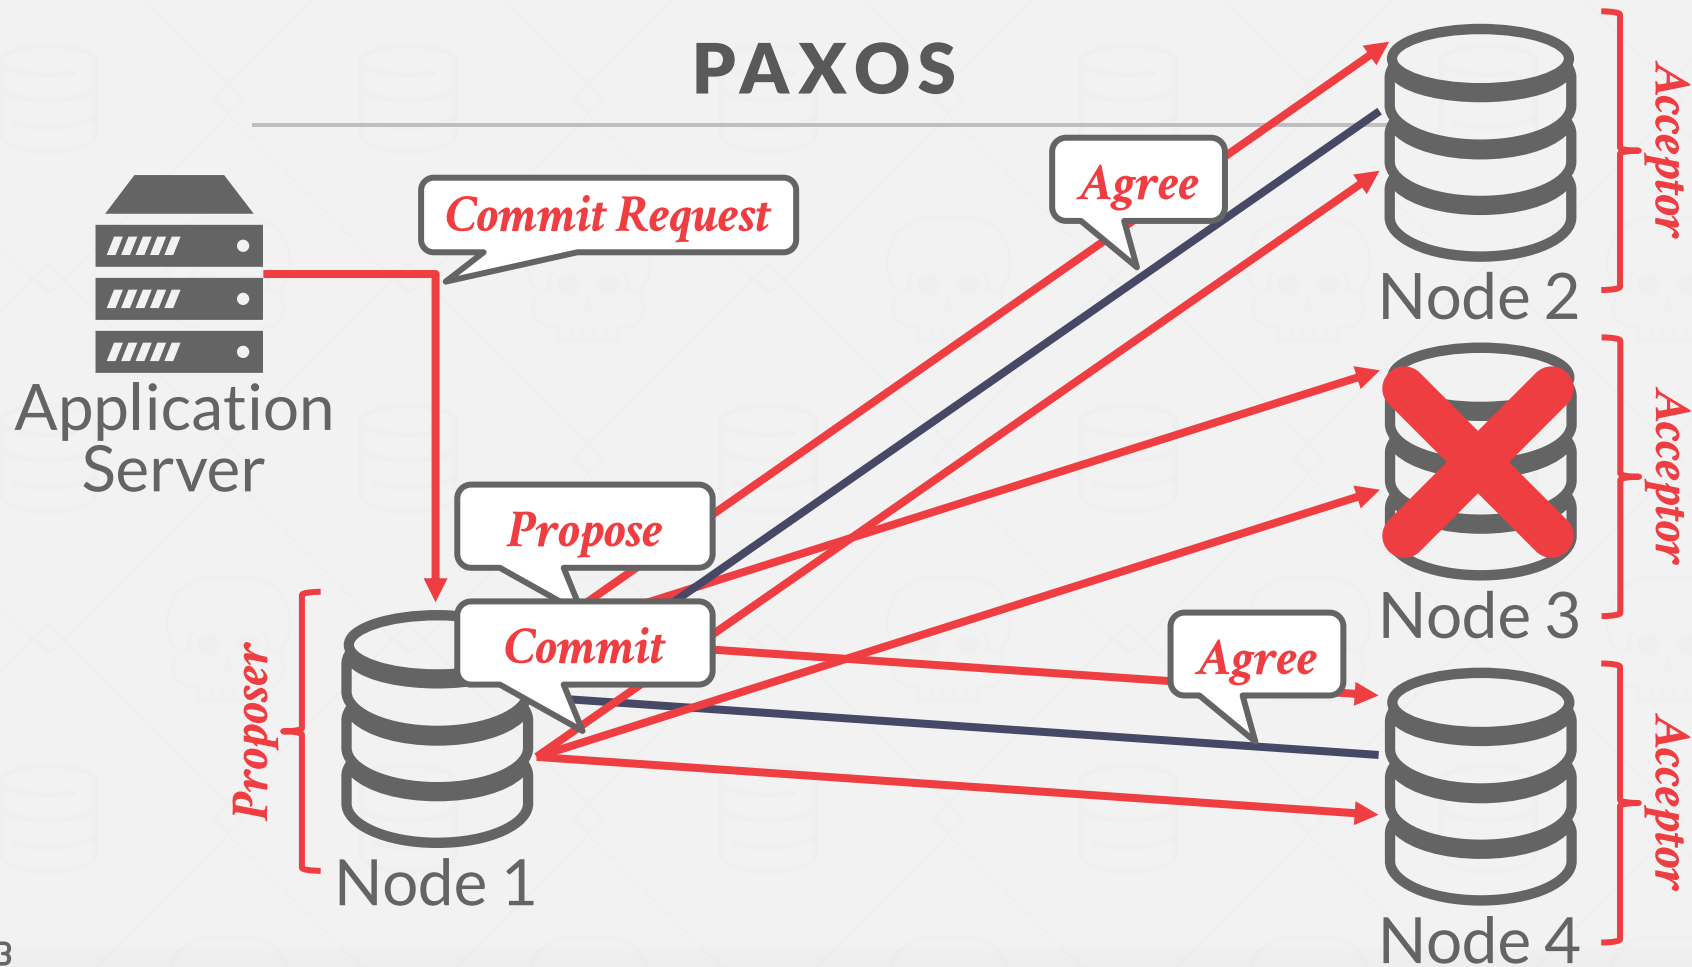 PAXOS
Commit Request
Agree
Acceptor
Node 2
Application
Server
Propose
Acceptor
Node 3
Commit
Agree
Proposer
Acceptor
Node 1
Node 4
3